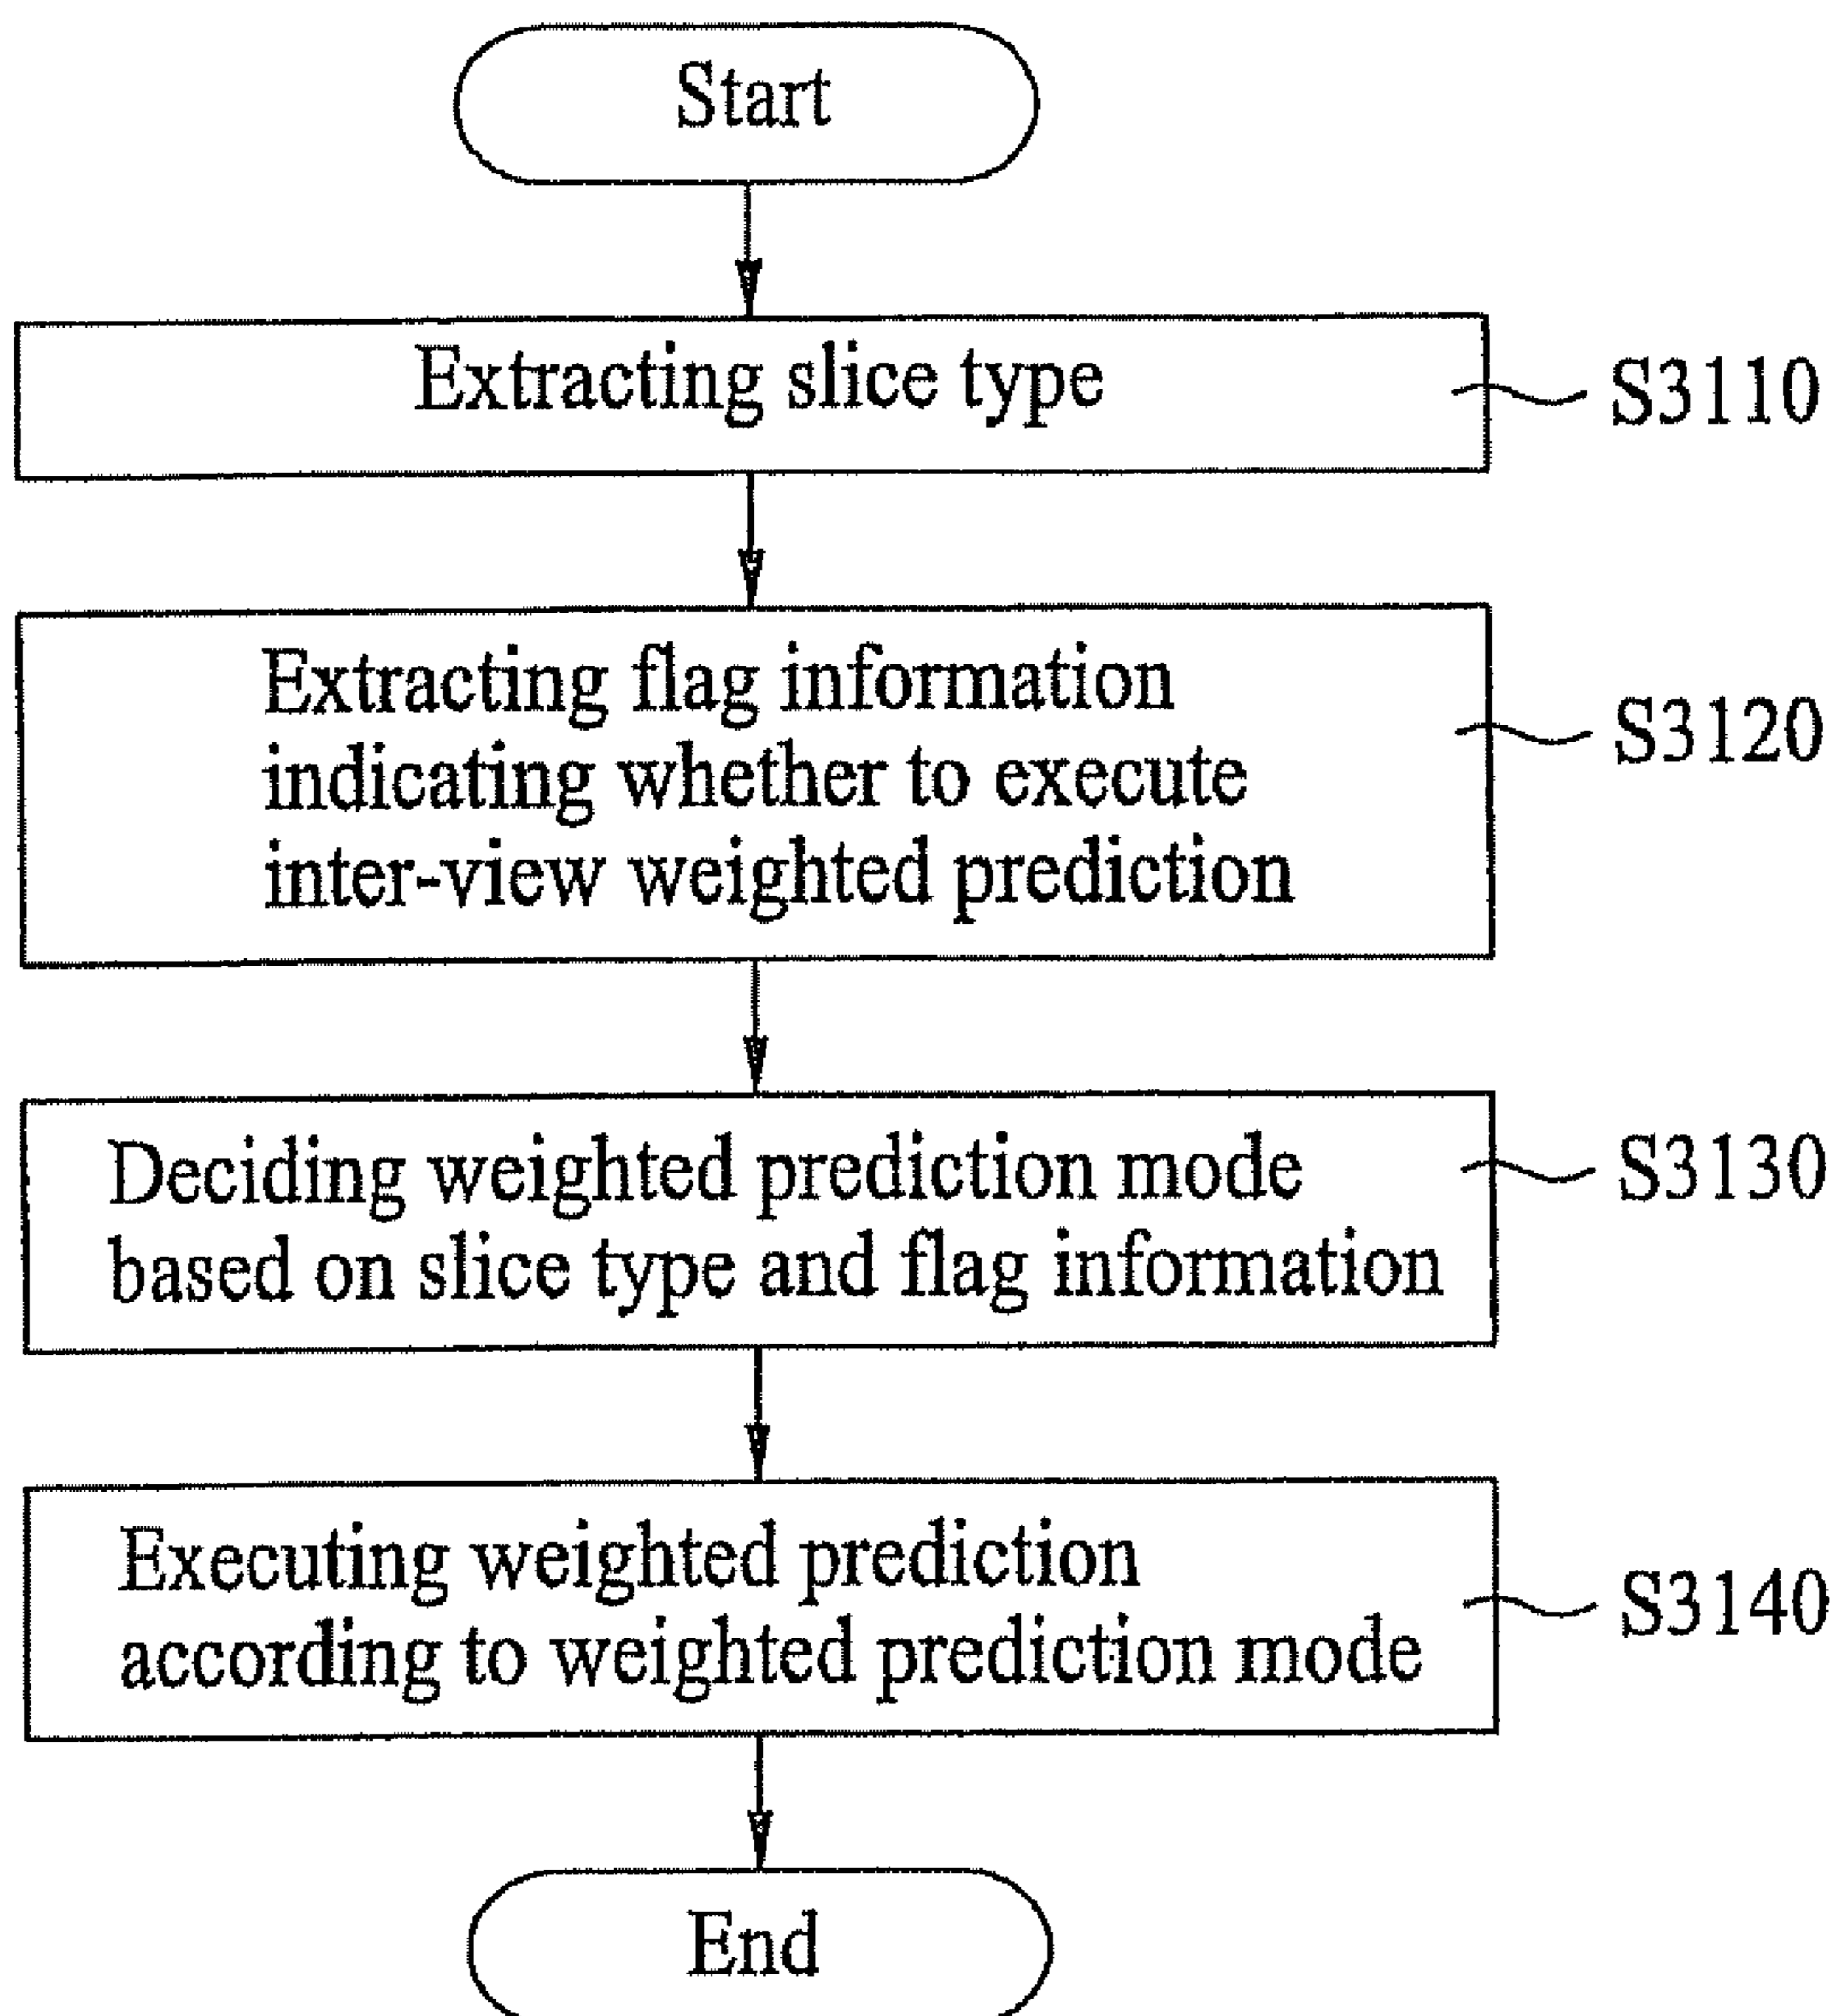 Start
Extracting slice type
S3110
Extracting flag information
indicating whether to execute
inter-view weighted prediction
S3120
Deciding weighted prediction mode
based on slice type and flag information
S3130
Executing weighted prediction
according to weighted prediction mode
S3140
End